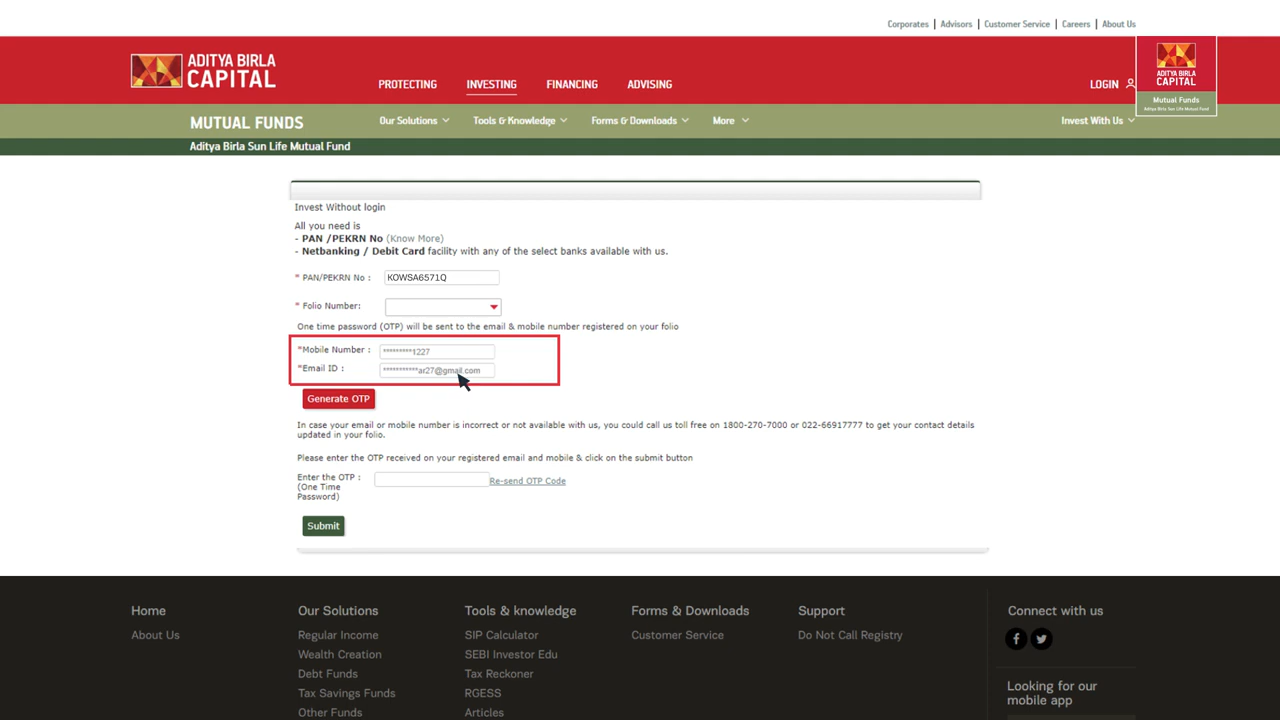 Corporates | Advisors | Customer Service | Careers | About Us
ADITYA BIRLA
CAPITAL
PROTECTING INVESTING FINANCING ADVISING LOGIN
ADITYA BIRLA
CAPITAL
Mutual Funds
Aditya Birla Sun Life Mutual Fund
MUTUAL FUNDS Our Solutions Tools & Knowledge Forms & Downloads More Invest With Us
Aditya Birla Sun Life Mutual Fund
Invest Without login
All you need is
- PAN /PEKRN No (Know More)
- Netbanking / Debit Card facility with any of the select banks available with us.
* PAN/PEKRN No : KOWSA6571Q
* Folio Number:
One time password (OTP) will be sent to the email & mobile number registered on your folio
*Mobile Number : *********1227
*Email ID : ***********ar27@gmail.com
Generate OTP
In case your email or mobile number is incorrect or not available with us, you could call us toll free on 1800-270-7000 or 022-66917777 to get your contact details
updated in your folio.
Please enter the OTP received on your registered email and mobile & click on the submit button
Enter the OTP : Re-send OTP Code
(One Time
Password)
Submit
Home Our Solutions Tools & knowledge Forms & Downloads Support Connect with us
About Us Regular Income SIP Calculator Customer Service Do Not Call Registry
Wealth Creation SEBI Investor Edu
Debt Funds Tax Reckoner
Looking for our
mobile app
Tax Savings Funds RGESS
Other Funds Articles